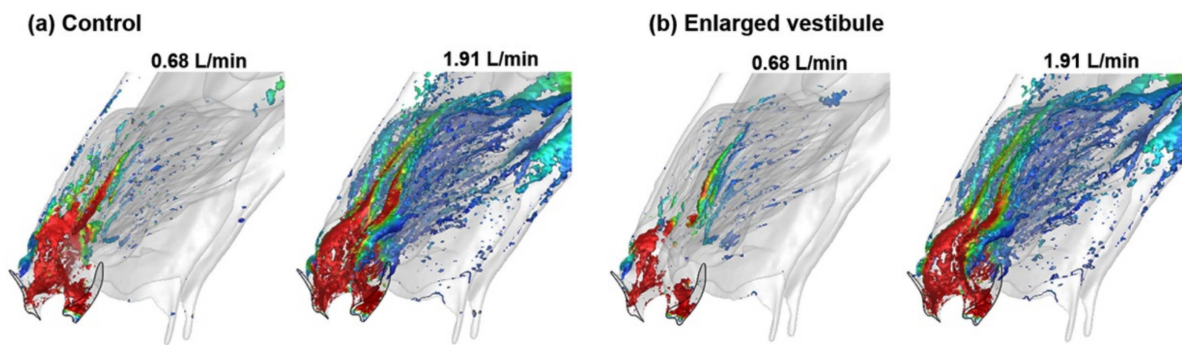 (a) Control
(b) Enlarged vestibule
0.68 L/min
1.91 L/min
0.68 L/min
1.91 L/min